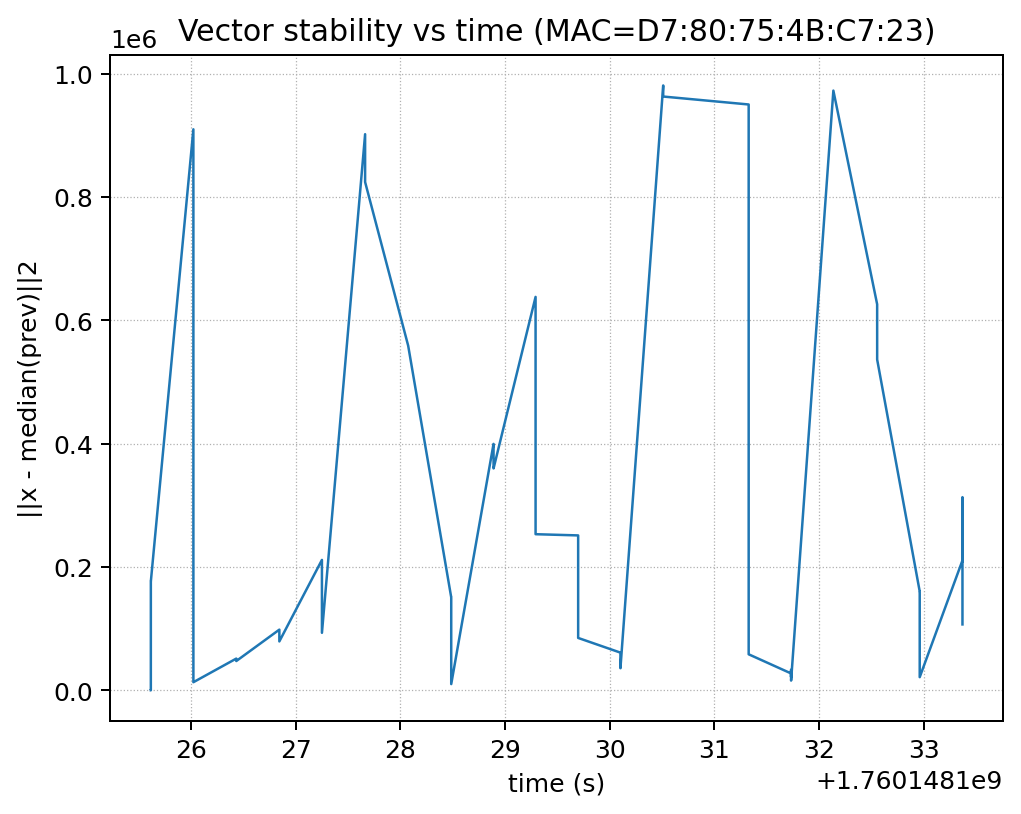 Vector stability vs time (MAC=D7:80:75:4B:C7:23)
1e6
1.0
0.8
0.6
0.4
0.2
0.0
||x - median(prev)||2
26 27 28 29 30 31 32 33
time (s)
+1.7601481e9